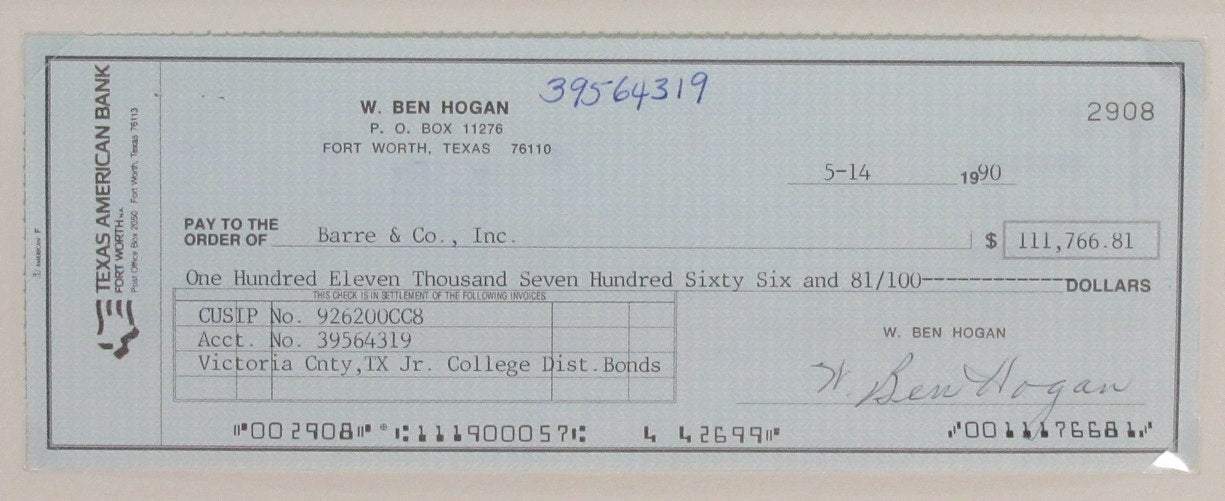 39564319
W. BEN HOGAN
P. O. BOX 11276
FORT WORTH, TEXAS 76110
2908
5-14 1990
TEXAS AMERICAN BANK
FORT WORTH N.A.
Post Office Box 2050 Fort Worth, Texas 76113
AMERICAN F
PAY TO THE
ORDER OF Barre & Co., Inc. $ 111,766.81
One Hundred Eleven Thousand Seven Hundred Sixty Six and 81/100-------------- DOLLARS
THIS CHECK IS IN SETTLEMENT OF THE FOLLOWING INVOICES
CUSIP No. 926200CC8
Acct. No. 39564319
Victoria Cnty,TX Jr. College Dist.Bonds
W. BEN HOGAN
W. Ben Hogan
⑈002908⑈ ⑆111900057⑆ 4 42699⑈ ⑇0011176681⑇